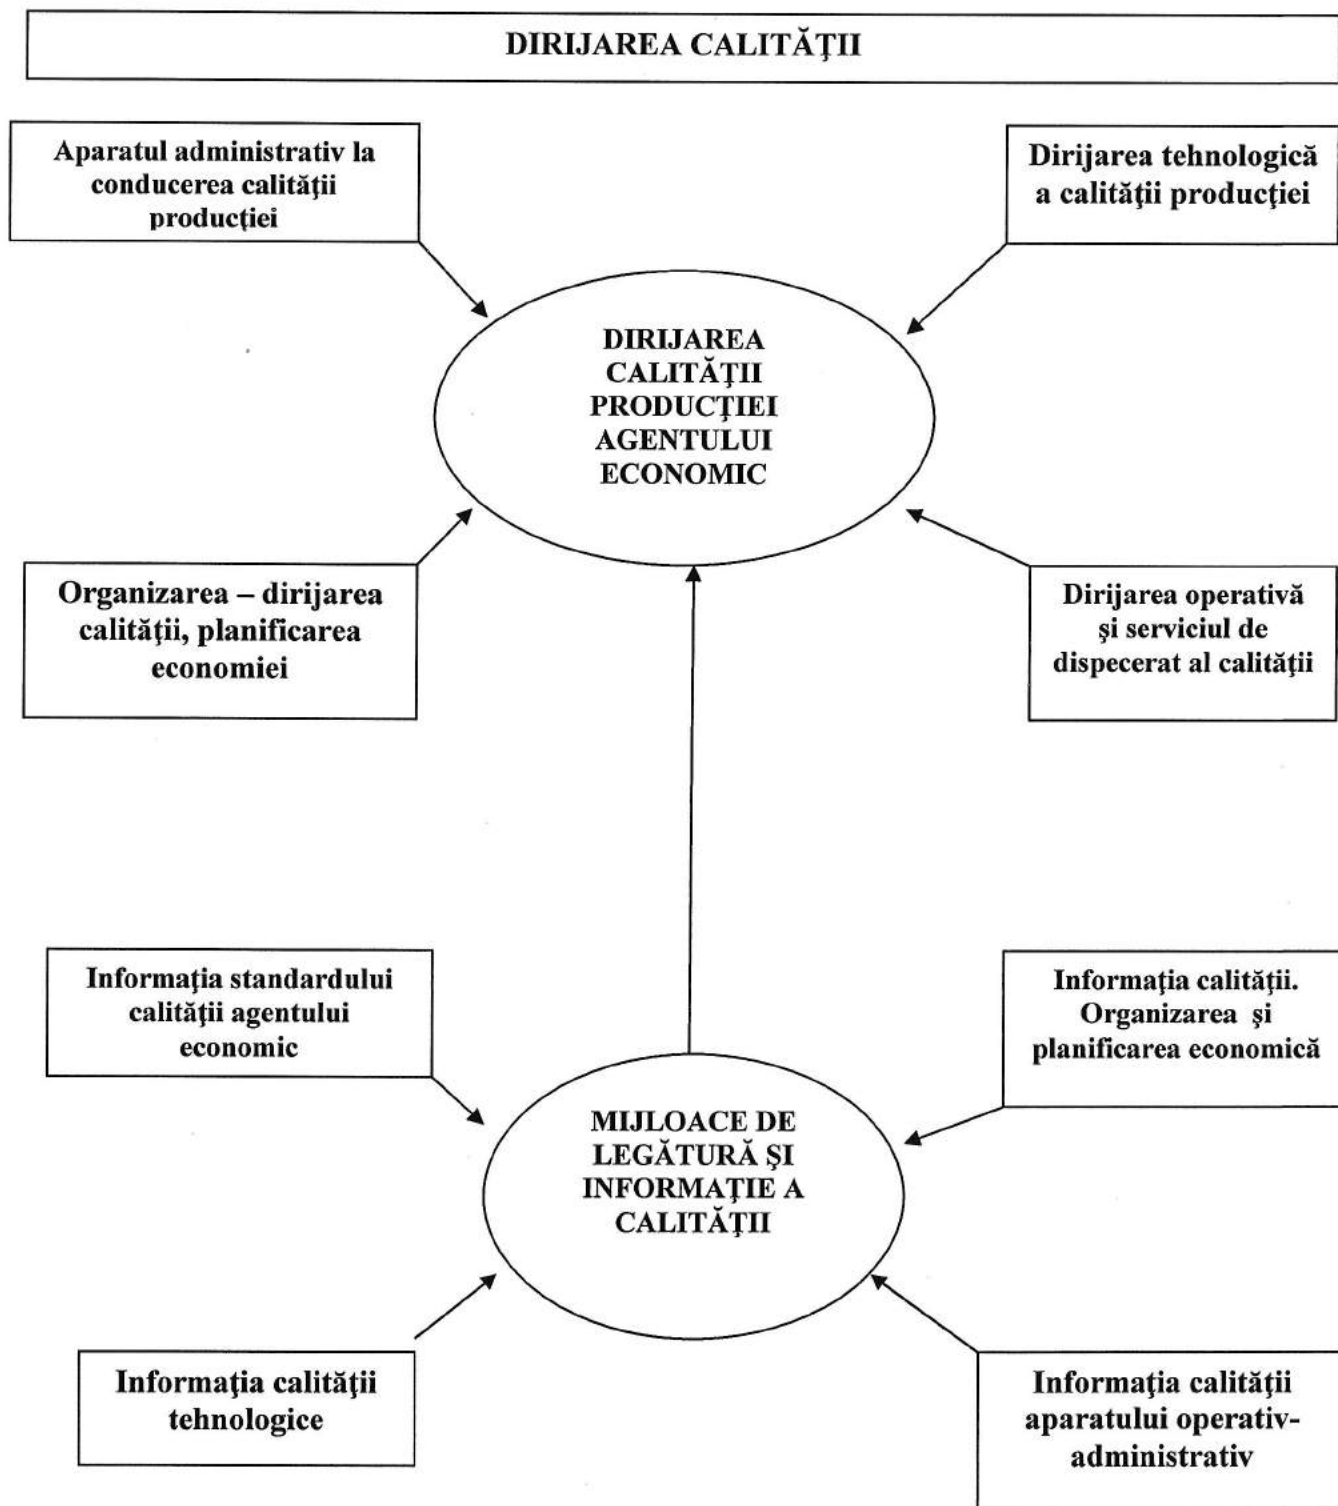 DIRIJAREA CALITĂŢII
Aparatul administrativ la
conducerea calităţii
producţiei
Dirijarea tehnologică
a calităţii producţiei
DIRIJAREA
CALITĂŢII
PRODUCŢIEI
AGENTULUI
ECONOMIC
Organizarea – dirijarea
calităţii, planificarea
economiei
Dirijarea operativă
şi serviciul de
dispecerat al calităţii
Informaţia standardului
calităţii agentului
economic
Informaţia calităţii.
Organizarea şi
planificarea economică
MIJLOACE DE
LEGĂTURĂ ŞI
INFORMAŢIE A
CALITĂŢII
Informaţia calităţii
tehnologice
Informaţia calităţii
aparatului operativ-
administrativ